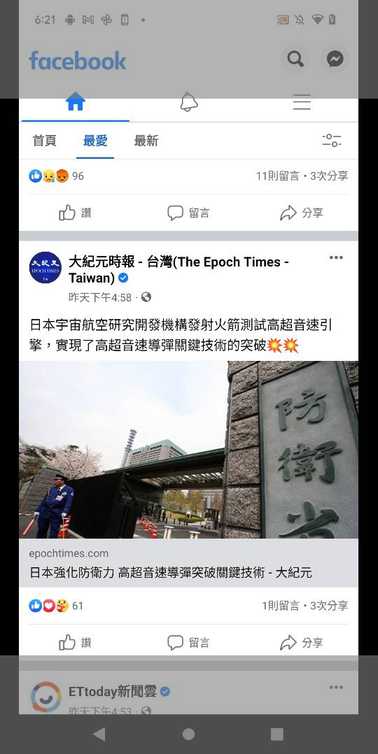 6:21
facebook
首頁 最愛 最新
96 11則留言・3次分享
讚 留言 分享
大紀元
EPOCH TIMES
大紀元時報 - 台灣(The Epoch Times -
Taiwan)
昨天下午4:58 ·
日本宇宙航空研究開發機構發射火箭測試高超音速引
擎，實現了高超音速導彈關鍵技術的突破💥💥
防
衛
省
epochtimes.com
日本強化防衛力 高超音速導彈突破關鍵技術 - 大紀元
61 1則留言・3次分享
讚 留言 分享
ETtoday新聞雲
昨天下午4:53 ·